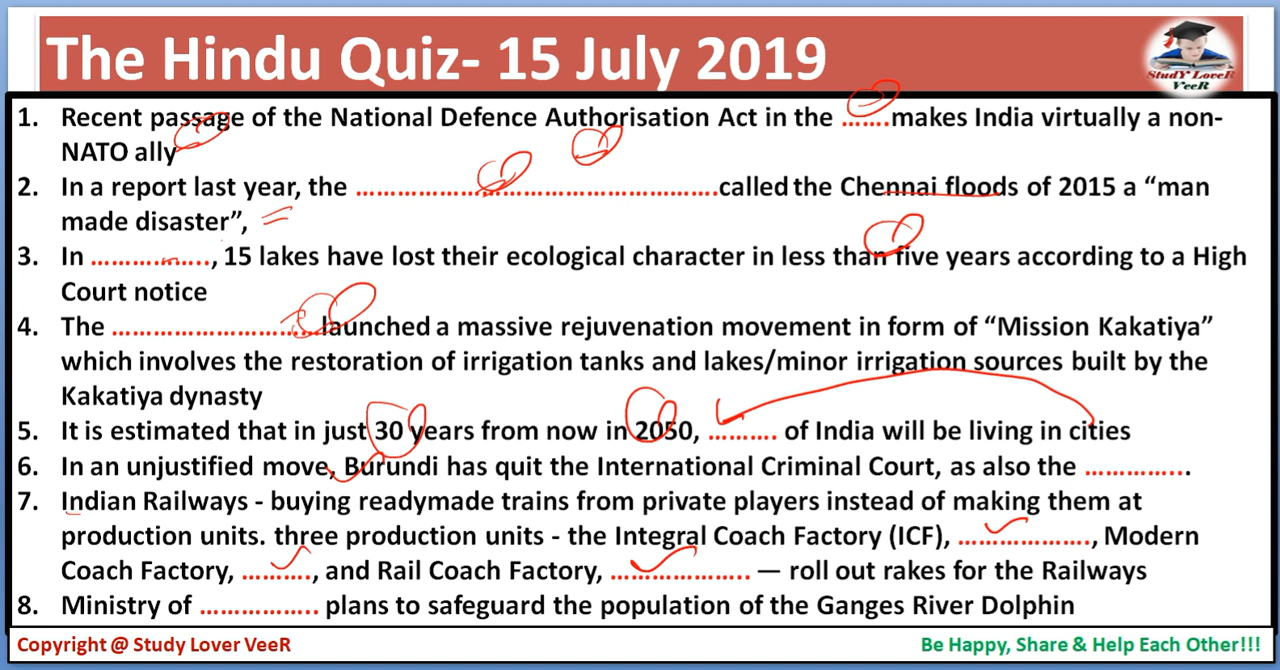 The Hindu Quiz- 15 July 2019
StudY LoveR
VeeR
1. Recent passage of the National Defence Authorisation Act in the …….makes India virtually a non-
NATO ally
2. In a report last year, the ……………………………………………………….called the Chennai floods of 2015 a “man
made disaster”,
3. In …………………, 15 lakes have lost their ecological character in less than five years according to a High
Court notice
4. The ……………………………….launched a massive rejuvenation movement in form of “Mission Kakatiya”
which involves the restoration of irrigation tanks and lakes/minor irrigation sources built by the
Kakatiya dynasty
5. It is estimated that in just 30 years from now in 2050, ……….. of India will be living in cities
6. In an unjustified move, Burundi has quit the International Criminal Court, as also the …………….
7. Indian Railways - buying readymade trains from private players instead of making them at
production units. three production units - the Integral Coach Factory (ICF), …………………., Modern
Coach Factory, ……….., and Rail Coach Factory, ………………….. — roll out rakes for the Railways
8. Ministry of ……………….. plans to safeguard the population of the Ganges River Dolphin
Copyright @ Study Lover VeeR
Be Happy, Share & Help Each Other!!!